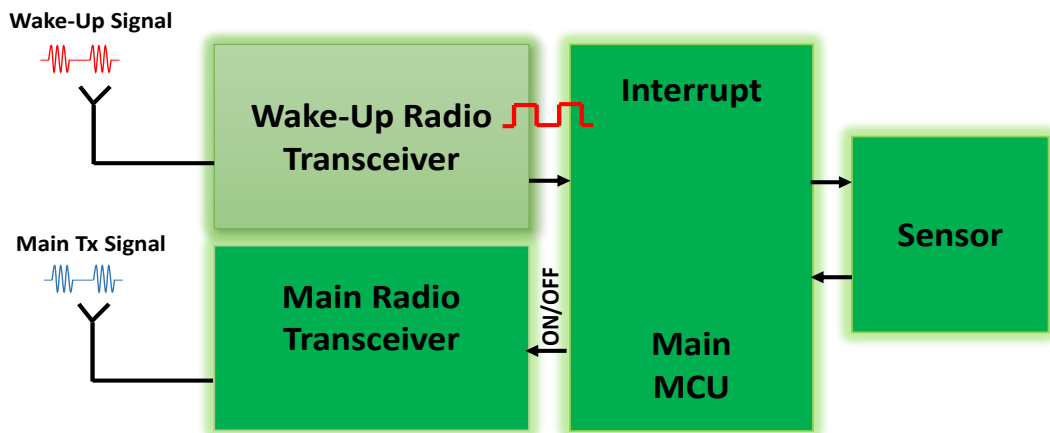 Wake-Up Signal
Wake-Up Radio
Transceiver
Interrupt
Sensor
Main Tx Signal
Main Radio
Transceiver
ON/OFF
Main
MCU